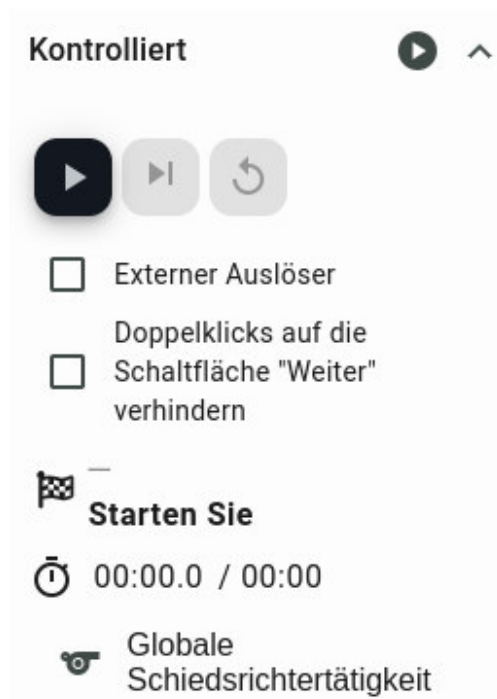 Kontrolliert
Externer Auslöser
Doppelklicks auf die
Schaltfläche "Weiter"
verhindern
—
Starten Sie
00:00.0 / 00:00
Globale
Schiedsrichtertätigkeit